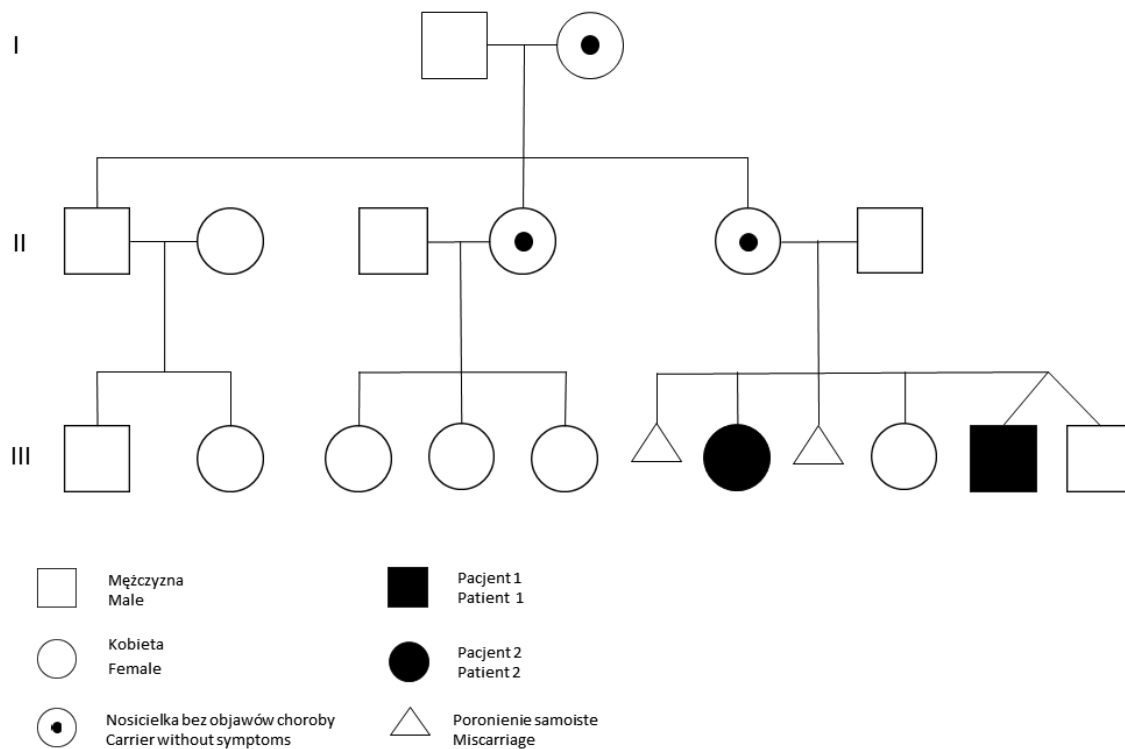 I
II
III
Mężczyzna
Male
Kobieta
Female
Nosicielka bez objawów choroby
Carrier without symptoms
Pacjent 1
Patient 1
Pacjent 2
Patient 2
Poronienie samoiste
Miscarriage